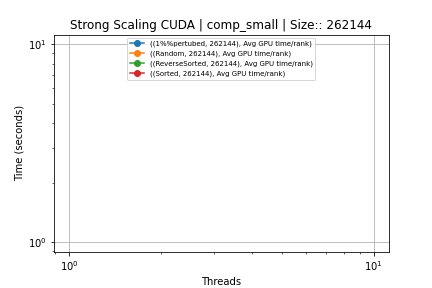 Strong Scaling CUDA | comp_small | Size:: 262144
10¹
((1%%pertubed, 262144), Avg GPU time/rank)
((Random, 262144), Avg GPU time/rank)
((ReverseSorted, 262144), Avg GPU time/rank)
((Sorted, 262144), Avg GPU time/rank)
Time (seconds)
10⁰
10⁰ 10¹
Threads